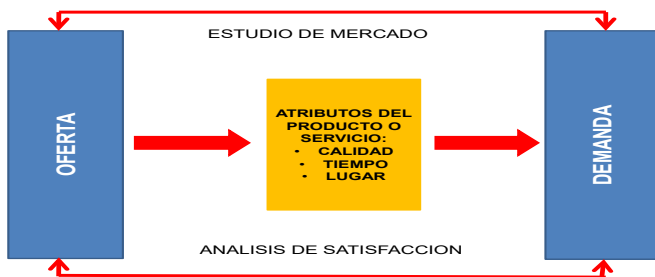 ESTUDIO DE MERCADO
OFERTA
ATRIBUTOS DEL
PRODUCTO O
SERVICIO:
• CALIDAD
• TIEMPO
• LUGAR
DEMANDA
ANALISIS DE SATISFACCION